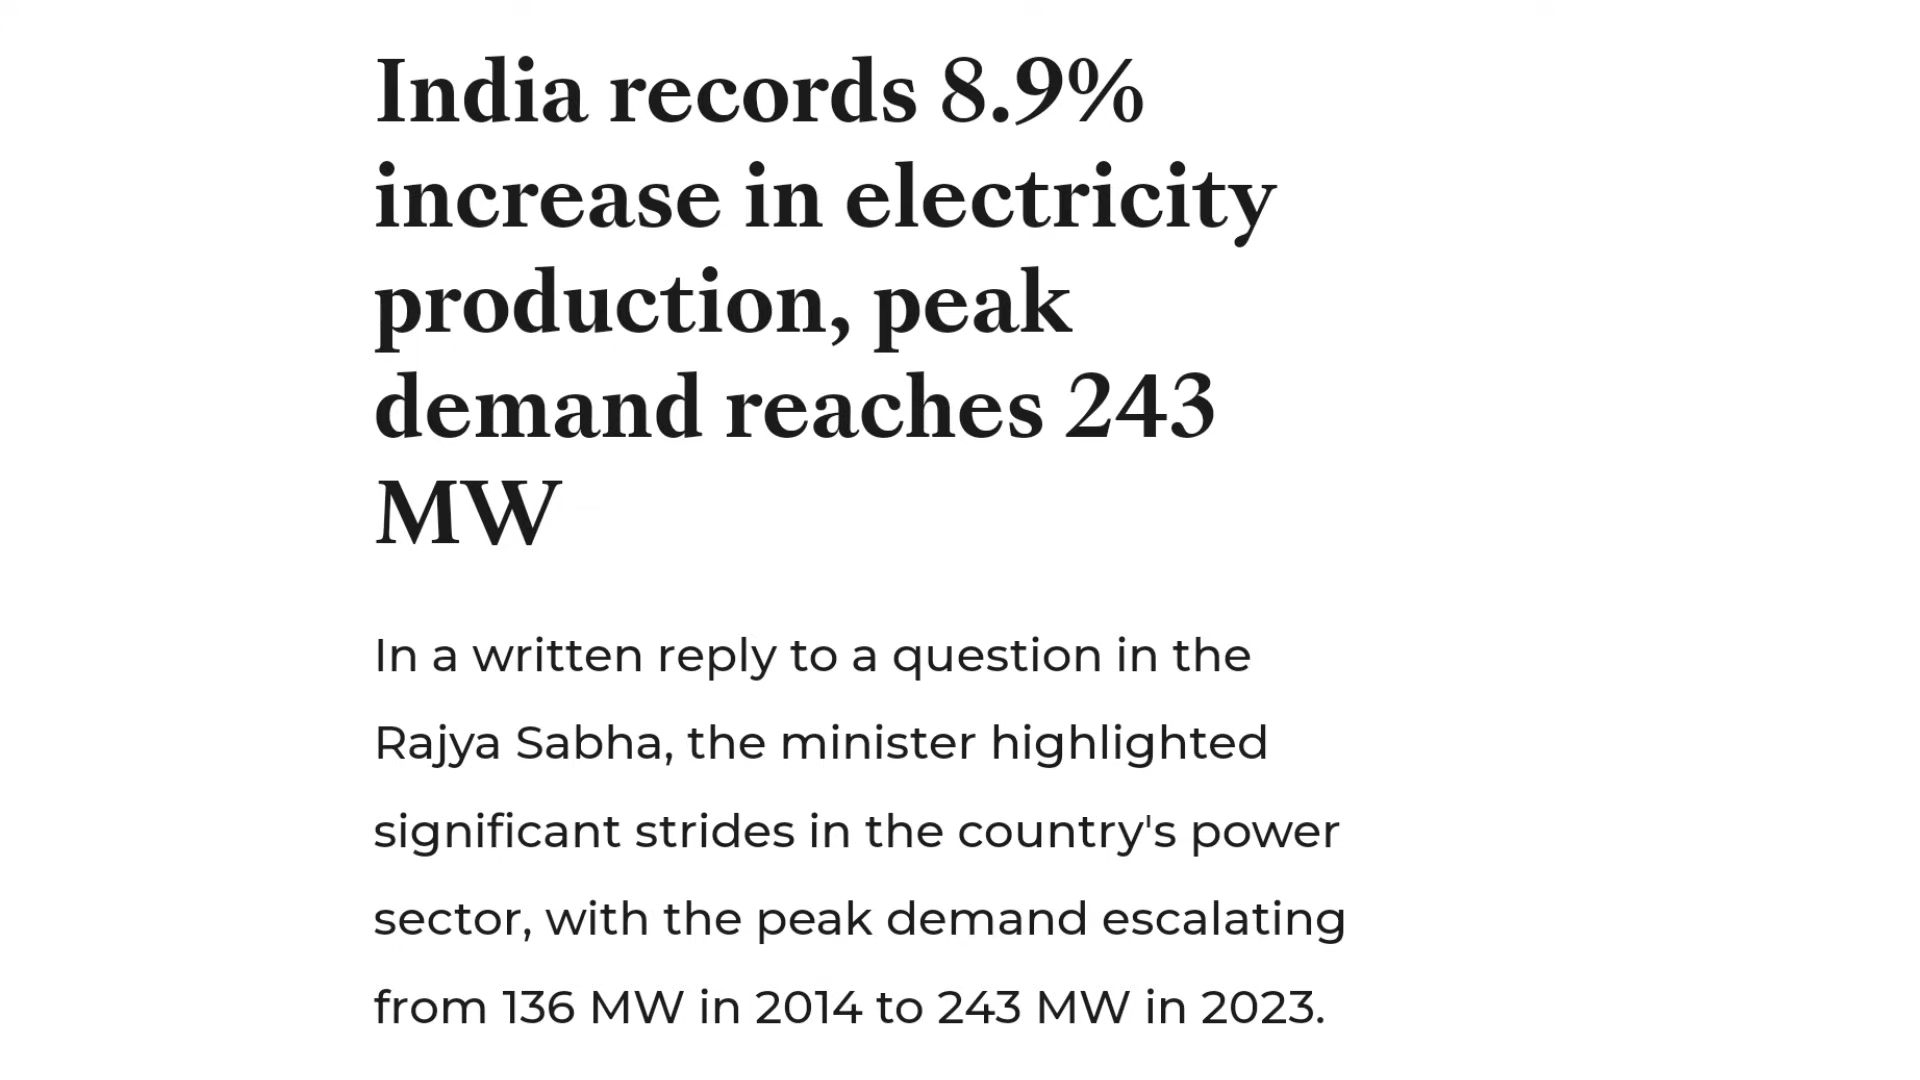 India records 8.9%
increase in electricity
production, peak
demand reaches 243
MW
In a written reply to a question in the
Rajya Sabha, the minister highlighted
significant strides in the country's power
sector, with the peak demand escalating
from 136 MW in 2014 to 243 MW in 2023.